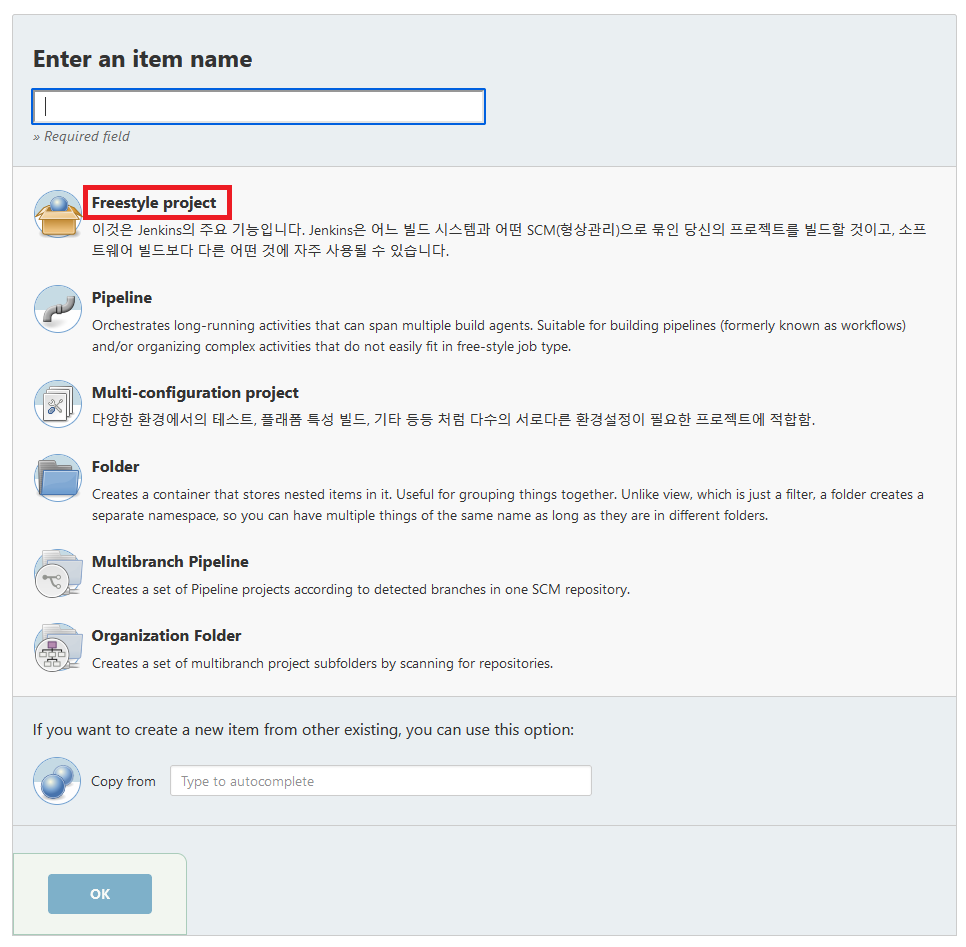 Enter an item name
» Required field
Freestyle project
이것은 Jenkins의 주요 기능입니다. Jenkins은 어느 빌드 시스템과 어떤 SCM(형상관리)으로 묶인 당신의 프로젝트를 빌드할 것이고, 소프
트웨어 빌드보다 다른 어떤 것에 자주 사용될 수 있습니다.
Pipeline
Orchestrates long-running activities that can span multiple build agents. Suitable for building pipelines (formerly known as workflows)
and/or organizing complex activities that do not easily fit in free-style job type.
Multi-configuration project
다양한 환경에서의 테스트, 플래폼 특성 빌드, 기타 등등 처럼 다수의 서로다른 환경설정이 필요한 프로젝트에 적합함.
Folder
Creates a container that stores nested items in it. Useful for grouping things together. Unlike view, which is just a filter, a folder creates a
separate namespace, so you can have multiple things of the same name as long as they are in different folders.
Multibranch Pipeline
Creates a set of Pipeline projects according to detected branches in one SCM repository.
Organization Folder
Creates a set of multibranch project subfolders by scanning for repositories.
If you want to create a new item from other existing, you can use this option:
Copy from
Type to autocomplete
OK